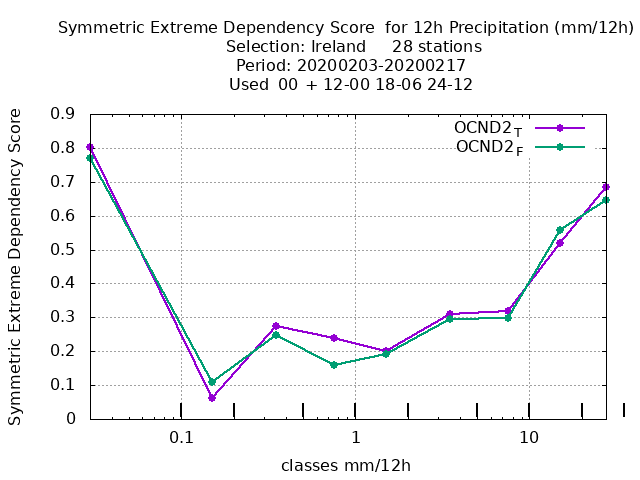 Symmetric Extreme Dependency Score  for 12h Precipitation (mm/12h)
Selection: Ireland     28 stations
Period: 20200203-20200217
Used  00 + 12-00 18-06 24-12
OCND2T
OCND2F
Symmetric Extreme Dependency Score
0.9
0.8
0.7
0.6
0.5
0.4
0.3
0.2
0.1
0
0.1 1 10
classes mm/12h